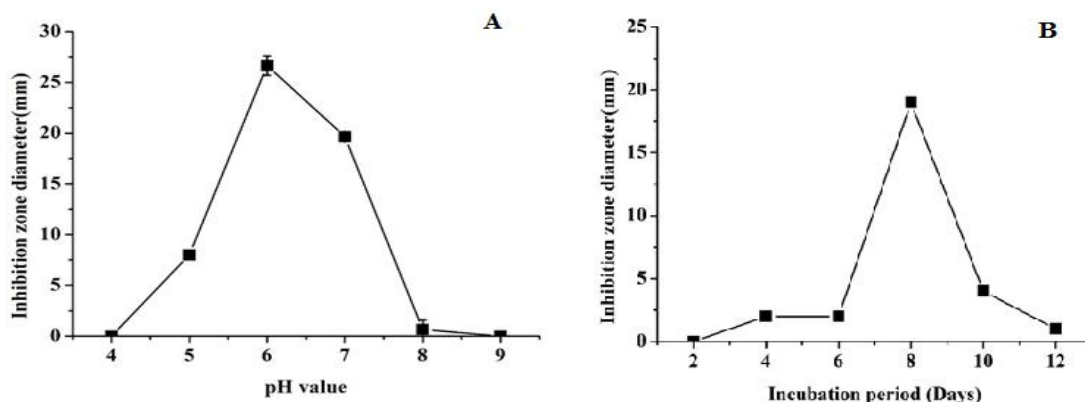 A
Inhibition zone diameter(mm)
30
25
20
15
10
5
0
4 5 6 7 8 9
pH value
B
Inhibition zone diameter(mm)
25
20
15
10
5
0
2 4 6 8 10 12
Incubation period (Days)